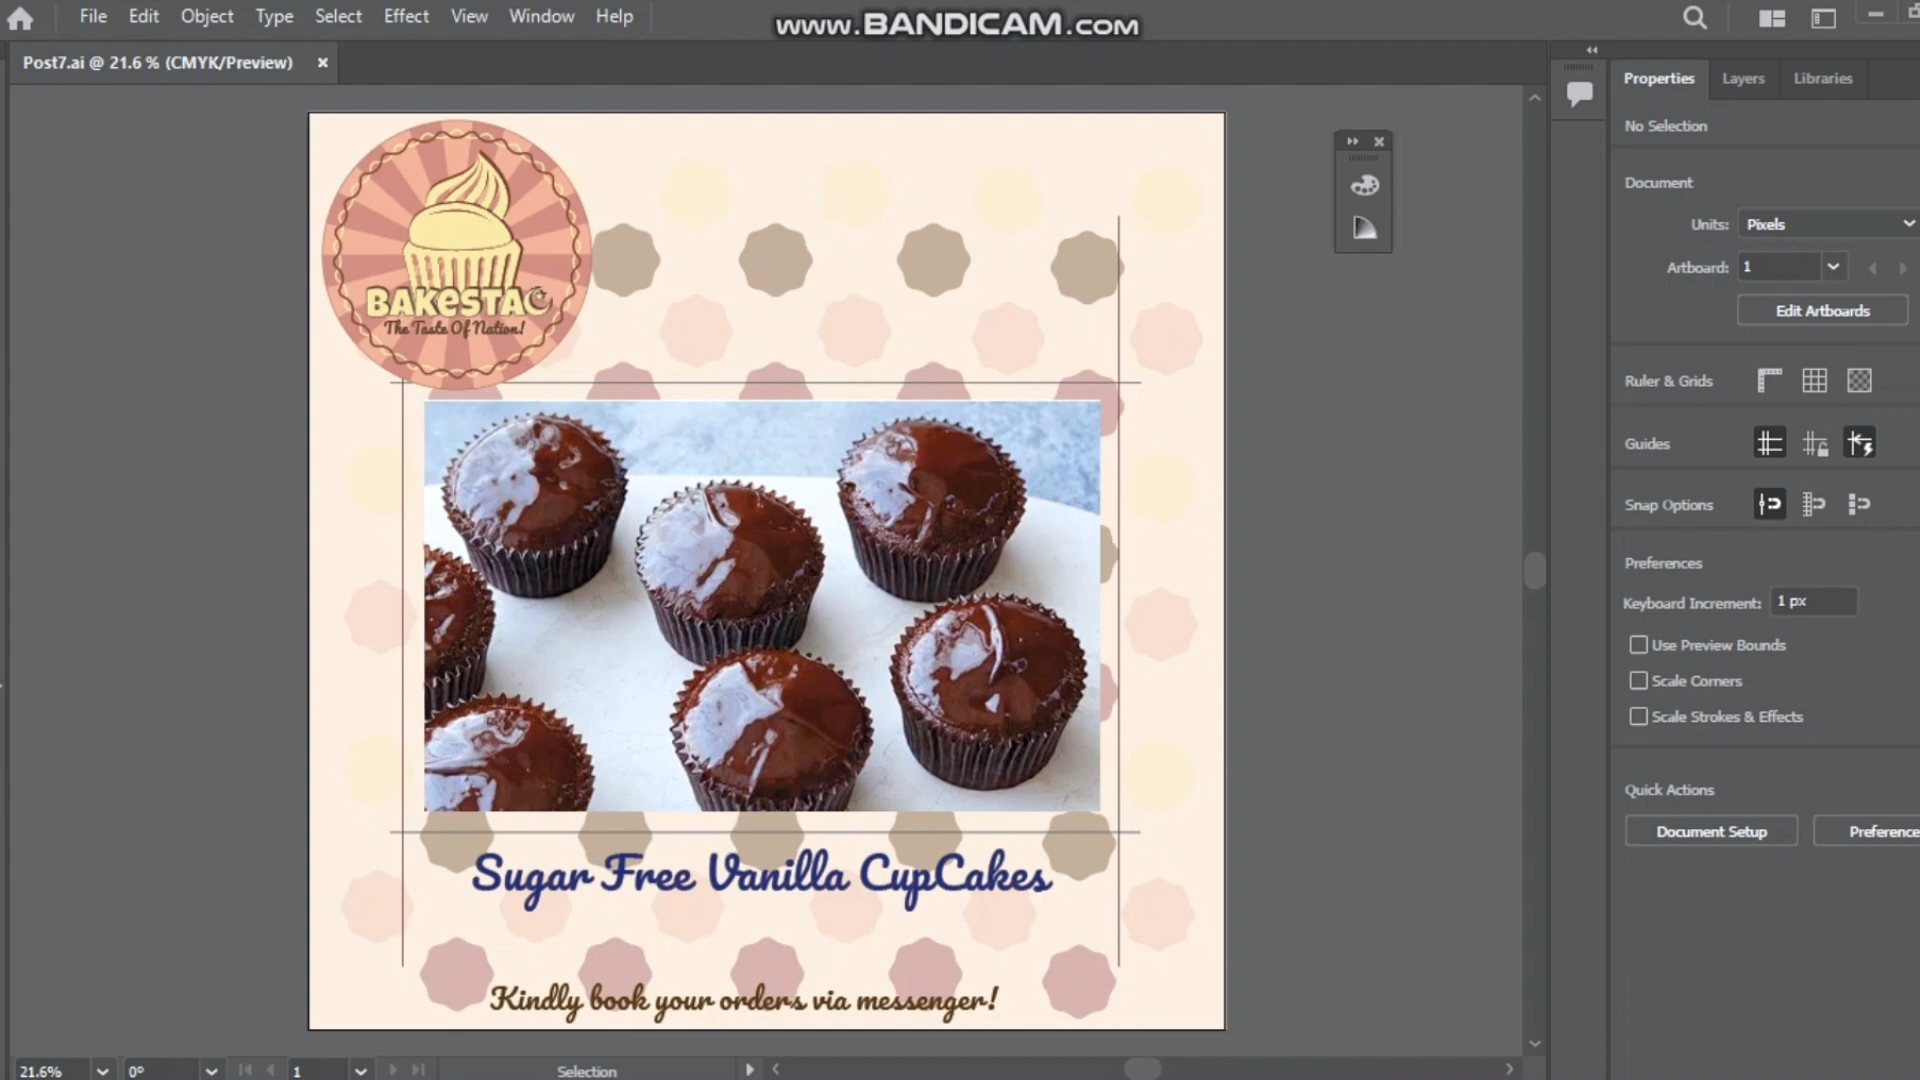 File Edit Object Type Select Effect View Window Help
www.BANDICAM.com
Post7.ai @ 21.6 % (CMYK/Preview)
Properties Layers Libraries
No Selection
Document
Units: Pixels
Artboard: 1
Edit Artboards
Ruler & Grids
Guides
Snap Options
Preferences
Keyboard Increment: 1 px
Use Preview Bounds
Scale Corners
Scale Strokes & Effects
Quick Actions
Document Setup Preference
BAKeSTA
The Taste Of Nation!
Sugar Free Vanilla CupCakes
Kindly book your orders via messenger!
21.6% 0° 1 Selection